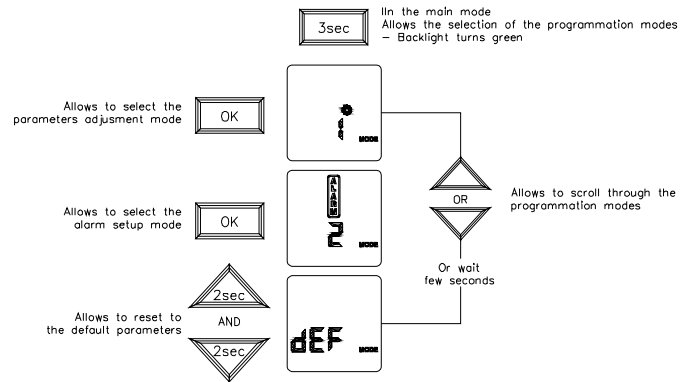 3sec
IIn the main mode
Allows the selection of the programmation modes
– Backlight turns green
Allows to select the
parameters adjusment mode
OK
1
MODE
Allows to select the
alarm setup mode
OK
ALARM
2
MODE
OR
Allows to scroll through the
programmation modes
Or wait
few seconds
Allows to reset to
the default parameters
2sec
AND
2sec
dEF
MODE